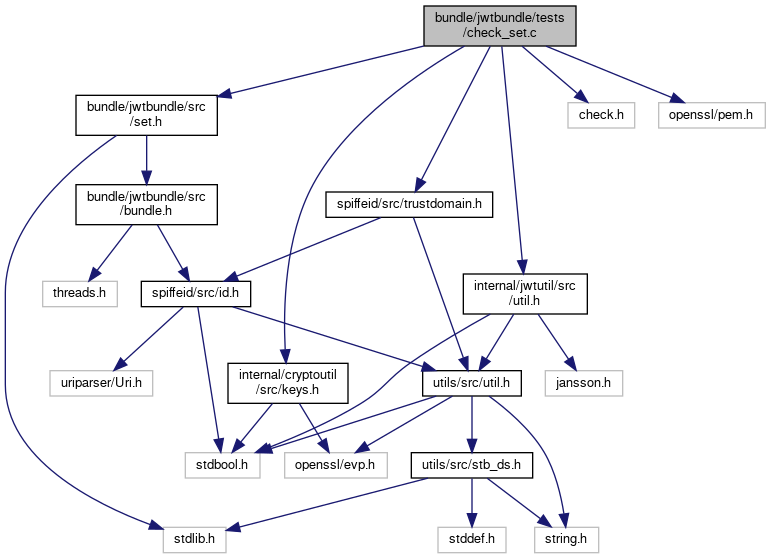 bundle/jwtbundle/tests
/check_set.c
bundle/jwtbundle/src
/set.h
check.h
openssl/pem.h
bundle/jwtbundle/src
/bundle.h
spiffeid/src/trustdomain.h
threads.h
spiffeid/src/id.h
internal/jwtutil/src
/util.h
uriparser/Uri.h
internal/cryptoutil
/src/keys.h
utils/src/util.h
jansson.h
stdbool.h
openssl/evp.h
utils/src/stb_ds.h
stdlib.h
stddef.h
string.h